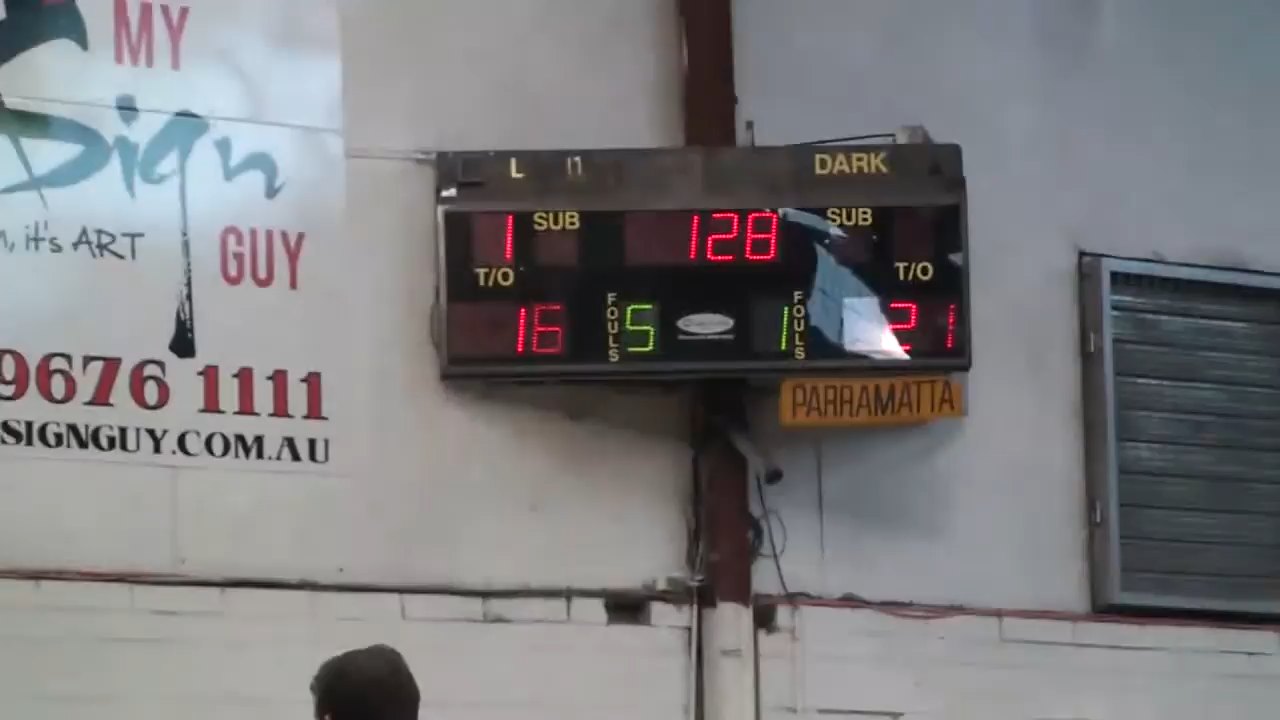 MY
Sign
it's ART
GUY
9676 1111
SIGNGUY.COM.AU
L
DARK
1 SUB 128 SUB
T/O T/O
16 FOULS 5 1 FOULS 21
PARRAMATTA